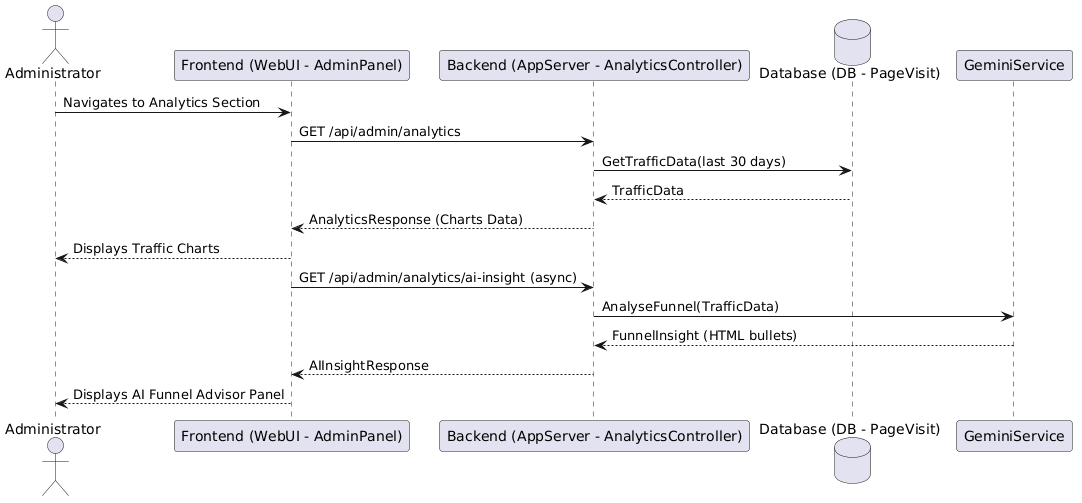 Administrator
Frontend (WebUI - AdminPanel)
Backend (AppServer - AnalyticsController)
Database (DB - PageVisit)
GeminiService
Navigates to Analytics Section
GET /api/admin/analytics
GetTrafficData(last 30 days)
TrafficData
AnalyticsResponse (Charts Data)
Displays Traffic Charts
GET /api/admin/analytics/ai-insight (async)
AnalyseFunnel(TrafficData)
FunnelInsight (HTML bullets)
AIInsightResponse
Displays AI Funnel Advisor Panel
Administrator
Frontend (WebUI - AdminPanel)
Backend (AppServer - AnalyticsController)
Database (DB - PageVisit)
GeminiService